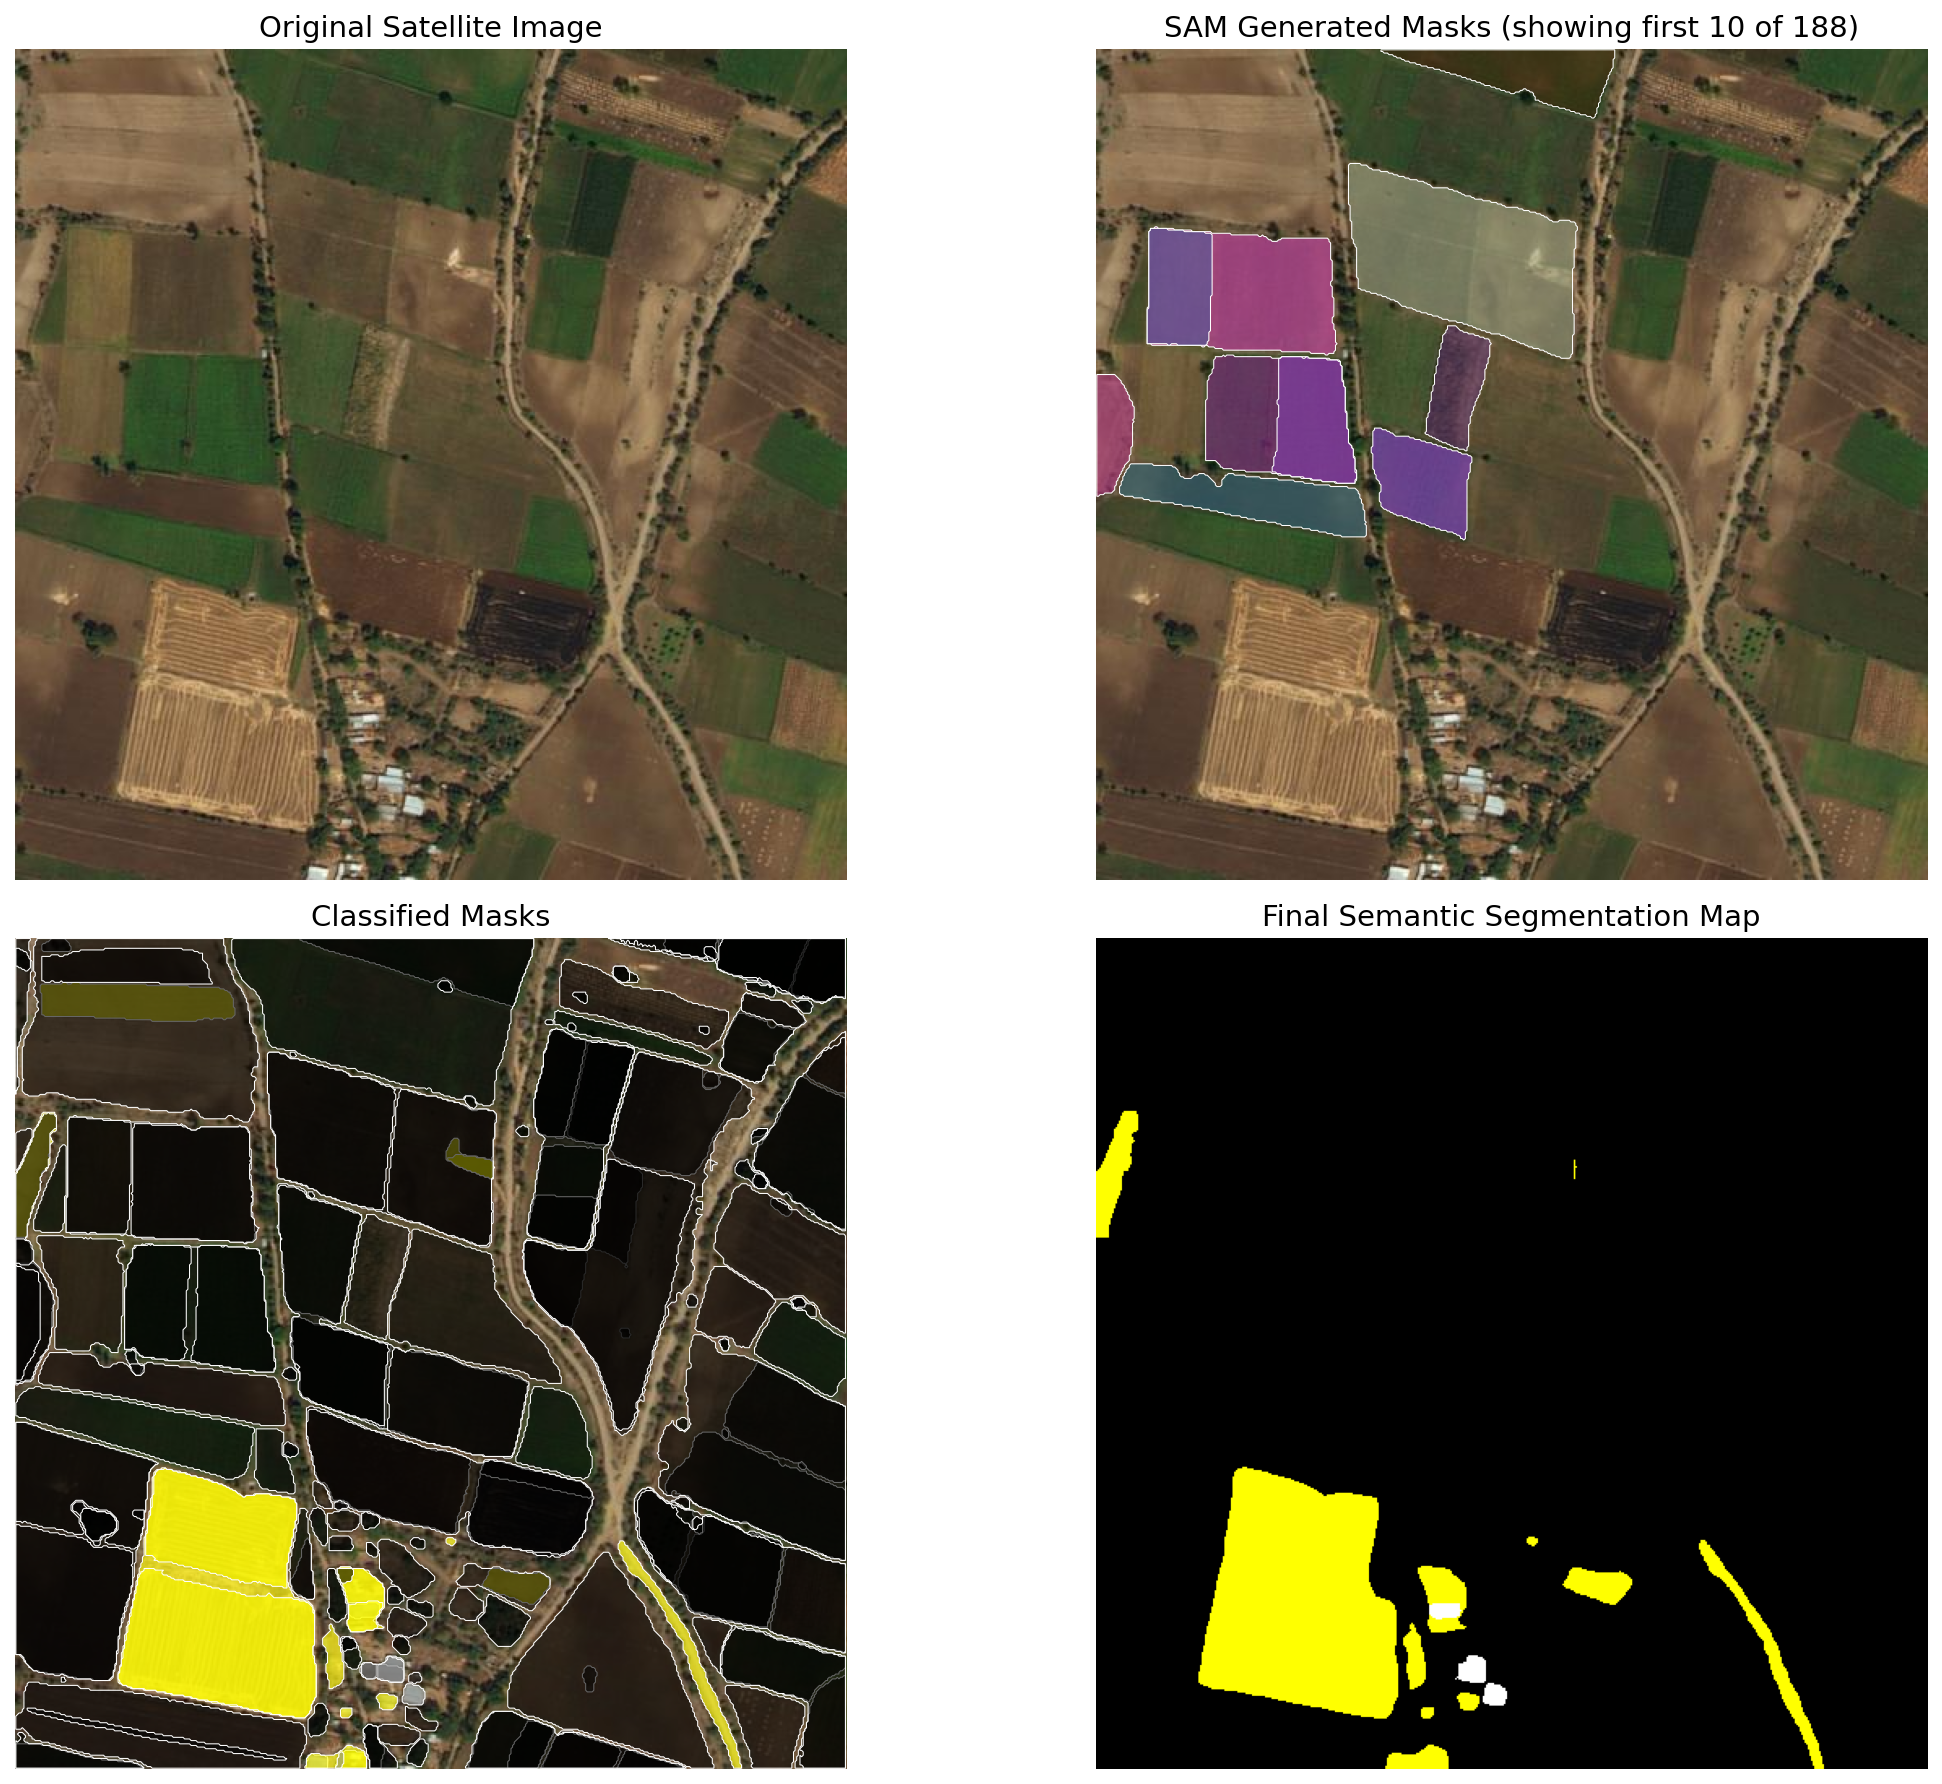 Original Satellite Image
SAM Generated Masks (showing first 10 of 188)
Classified Masks
Final Semantic Segmentation Map